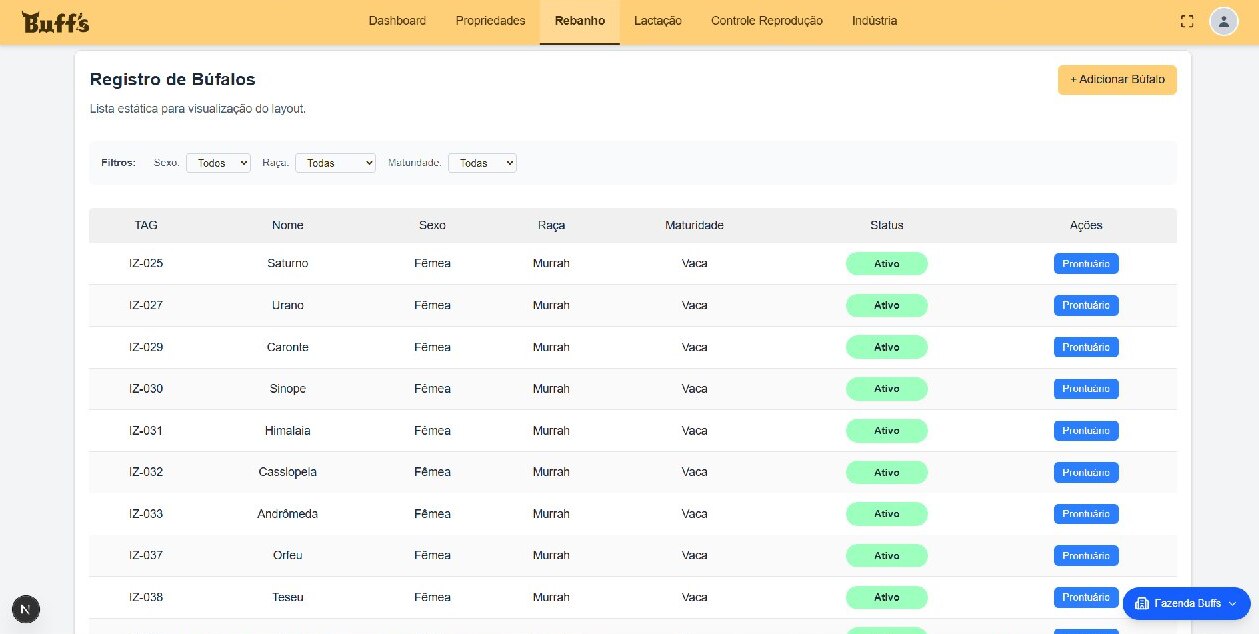 Buff's Dashboard Propriedades Rebanho Lactação Controle Reprodução Indústria
Registro de Búfalos + Adicionar Búfalo
Lista estática para visualização do layout.
Filtros: Sexo: Todos Raça: Todas Maturidade: Todas
TAG Nome Sexo Raça Maturidade Status Ações
IZ-025 Saturno Fêmea Murrah Vaca Ativo Prontuário
IZ-027 Urano Fêmea Murrah Vaca Ativo Prontuário
IZ-029 Caronte Fêmea Murrah Vaca Ativo Prontuário
IZ-030 Sinope Fêmea Murrah Vaca Ativo Prontuário
IZ-031 Himalaia Fêmea Murrah Vaca Ativo Prontuário
IZ-032 Cassiopeia Fêmea Murrah Vaca Ativo Prontuário
IZ-033 Andrômeda Fêmea Murrah Vaca Ativo Prontuário
IZ-037 Orfeu Fêmea Murrah Vaca Ativo Prontuário
IZ-038 Teseu Fêmea Murrah Vaca Ativo Prontuário
N Fazenda Buffs